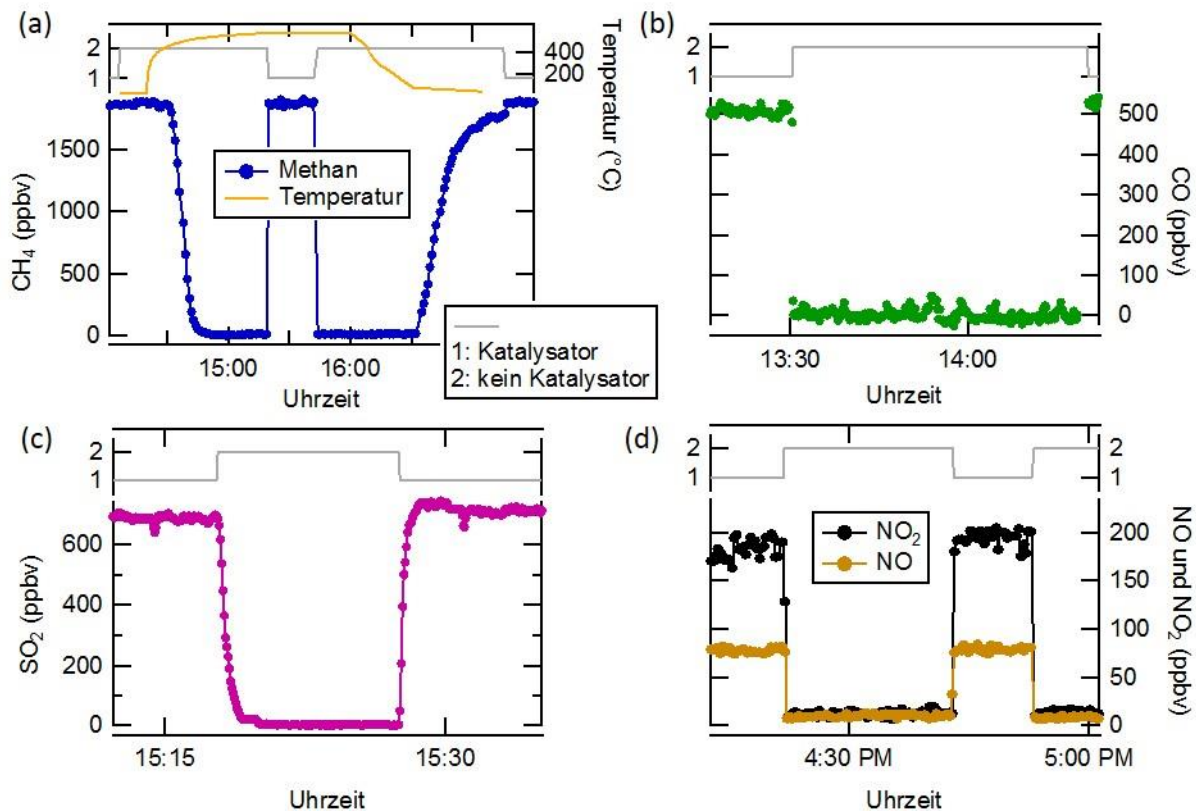 (a)
2
1
400
200
Temperatur (°C)
1500
1000
500
0
CH₄ (ppbv)
Methan
Temperatur
15:00
16:00
Uhrzeit
1: Katalysator
2: kein Katalysator
(b)
2
1
500
400
300
200
100
0
CO (ppbv)
13:30
14:00
Uhrzeit
(c)
2
1
600
400
200
0
SO₂ (ppbv)
15:15
15:30
Uhrzeit
(d)
2
1
NO₂
NO
200
150
100
50
0
NO und NO₂ (ppbv)
4:30 PM
5:00 PM
Uhrzeit